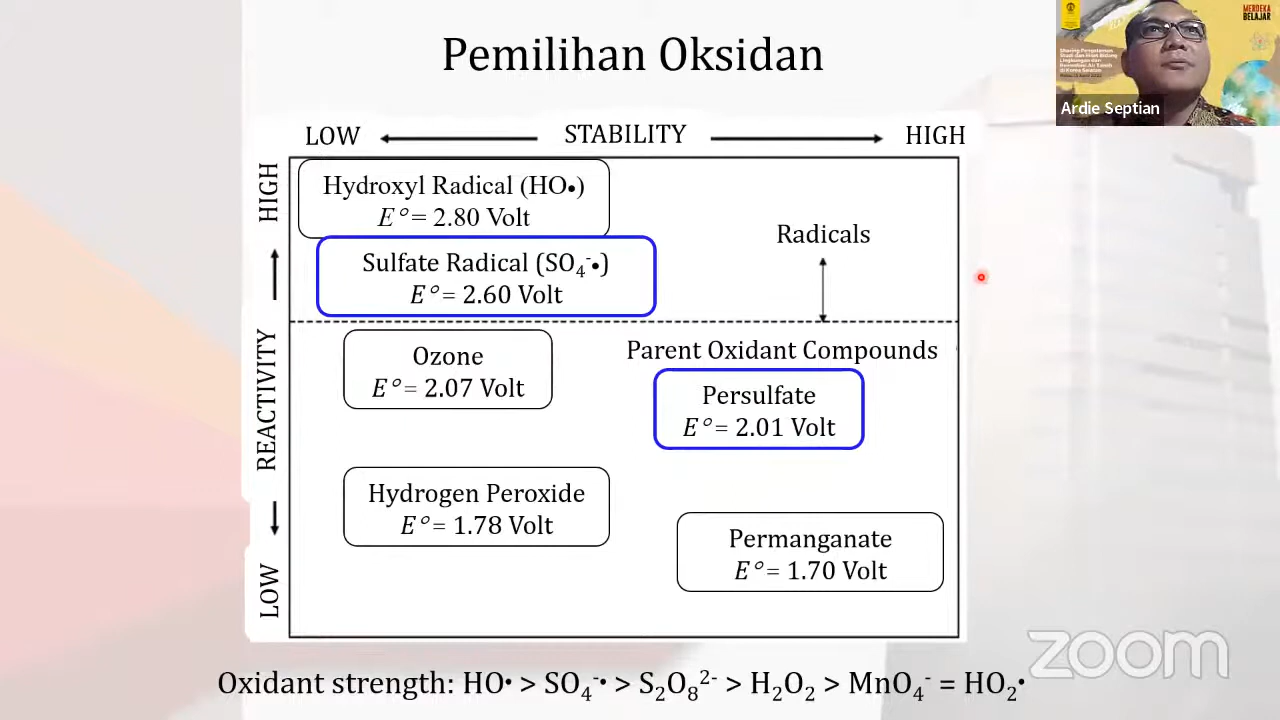 Pemilihan Oksidan
MERDEKA
BELAJAR
Ardie Septian
LOW STABILITY HIGH
HIGH
REACTIVITY
LOW
Hydroxyl Radical (HO•)
E° = 2.80 Volt
Sulfate Radical (SO₄⁻•)
E° = 2.60 Volt
Radicals
Ozone
E° = 2.07 Volt
Parent Oxidant Compounds
Persulfate
E° = 2.01 Volt
Hydrogen Peroxide
E° = 1.78 Volt
Permanganate
E° = 1.70 Volt
zoom
Oxidant strength: HO• > SO₄⁻• > S₂O₈²⁻ > H₂O₂ > MnO₄⁻ = HO₂•